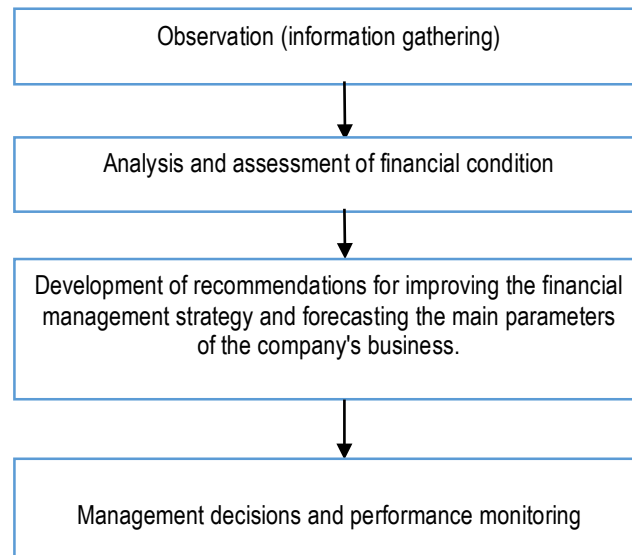 Observation (information gathering)
Analysis and assessment of financial condition
Development of recommendations for improving the financial
management strategy and forecasting the main parameters
of the company's business.
Management decisions and performance monitoring